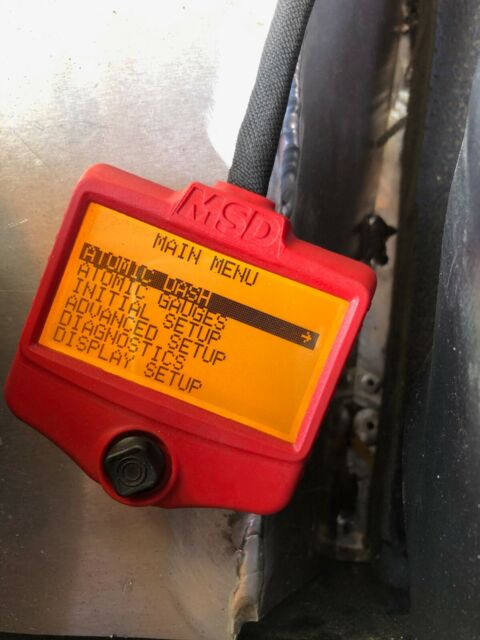 MSD
MAIN MENU
ATOMIC DASH →
ATOMIC GAUGES
INITIAL SETUP
ADVANCED SETUP
DIAGNOSTICS
DISPLAY SETUP